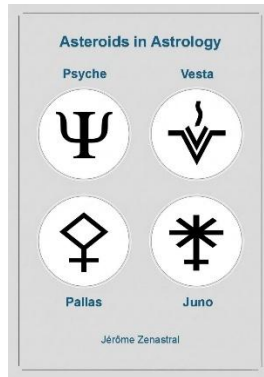 Asteroids in Astrology
Psyche Vesta
Pallas Juno
Jérôme Zenastral